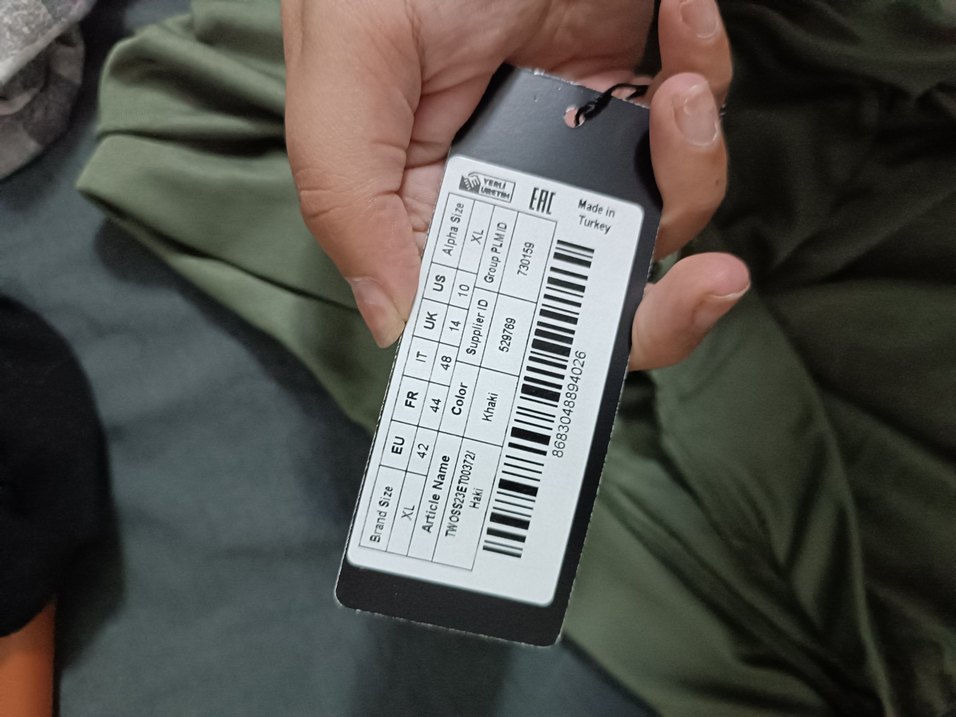 YERLİ
ÜRETİM
EAC
Made in
Turkey
Brand Size EU FR IT UK US Alpha Size
XL 42 44 48 14 10 XL
Article Name Color Supplier ID Group PLM ID
TWOSS23ET00372/
Haki
Khaki 529769 730159
8683048894026